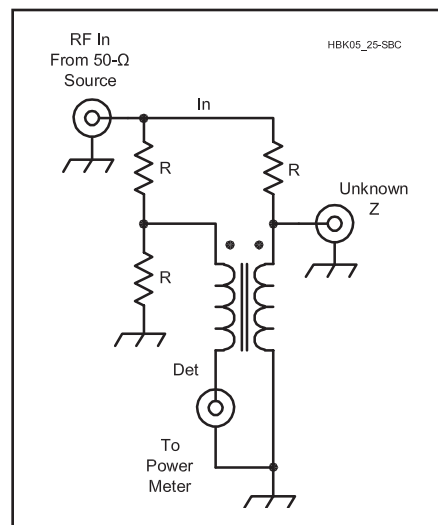 RF In
From 50-Ω
Source
HBK05_25-SBC
In
R
R
Unknown
Z
R
Det
To
Power
Meter